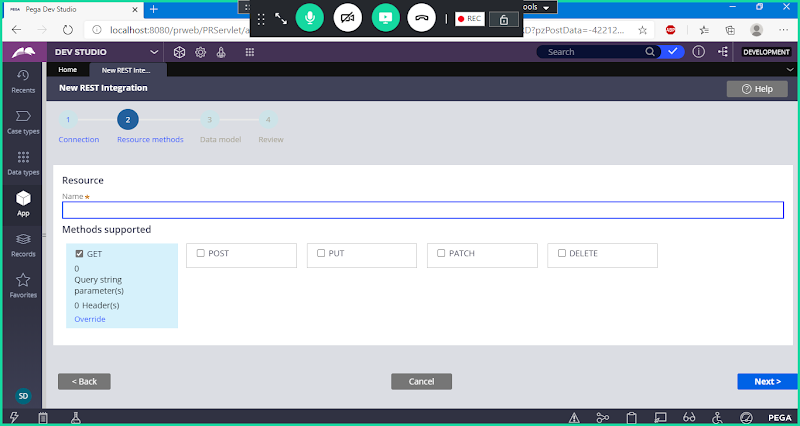 PEGA Pega Dev Studio
ools
REC
localhost:8080/prweb/PRServlet/a
D?pzPostData=-42212...
ABP
DEV STUDIO
Search
DEVELOPMENT
Home
New REST Inte...
Recents
New REST Integration
Help
1
2
3
4
Connection
Resource methods
Data model
Review
Case types
Data types
App
Records
Favorites
Resource
Name
Methods supported
GET
POST
PUT
PATCH
DELETE
0
Query string
parameter(s)
0 Header(s)
Override
< Back
Cancel
Next >
SD
PEGA